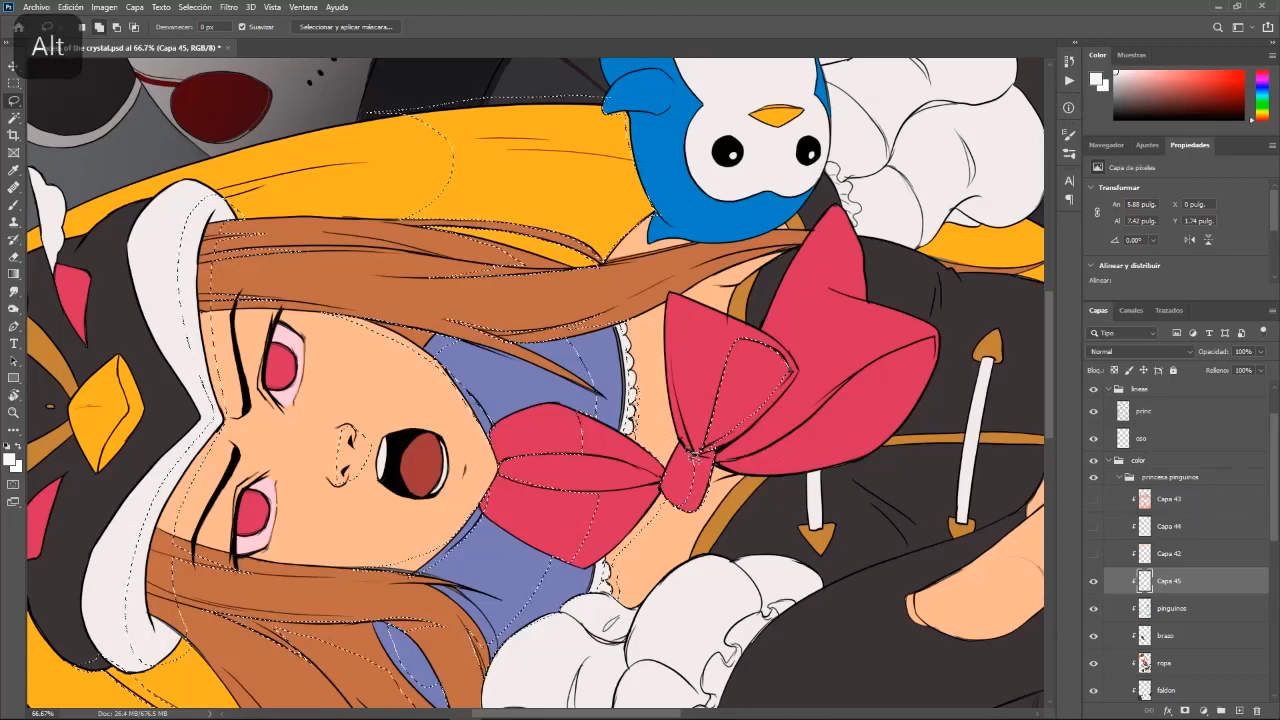 Ps Archivo Edición Imagen Capa Texto Selección Filtro 3D Vista Ventana Ayuda
Desvanecer: 0 px Suavizar Seleccionar y aplicar máscara...
Alt
the crystal.psd al 66.7% (Capa 45, RGB/8) * ×
Color Muestras
Navegador Ajustes Propiedades
Capa de píxeles
Transformar
An 5.88 pulg. X 0 pulg.
Al 7.42 pulg. Y 1.74 pulg.
0.00°
Alinear y distribuir
Alinear:
Capas Canales Trazados
Tipo
Normal Opacidad: 100%
Bloq.: Relleno: 100%
lineas
princ
oso
color
princesa pinguinos
Capa 43
Capa 44
Capa 42
Capa 45
pinguinos
brazo
ropa
faldon
66.67% Doc: 26.4 MB/676.5 MB